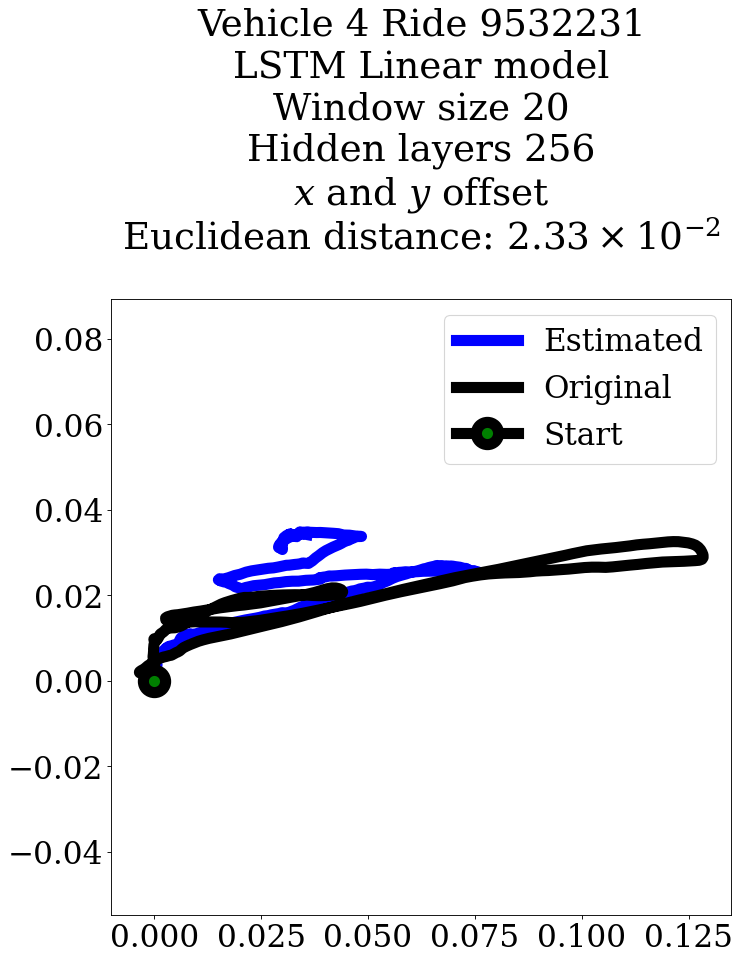 Vehicle 4 Ride 9532231
LSTM Linear model
Window size 20
Hidden layers 256
x and y offset
Euclidean distance: 2.33 × 10⁻²
Estimated
Original
Start
0.08
0.06
0.04
0.02
0.00
−0.02
−0.04
0.000 0.025 0.050 0.075 0.100 0.125